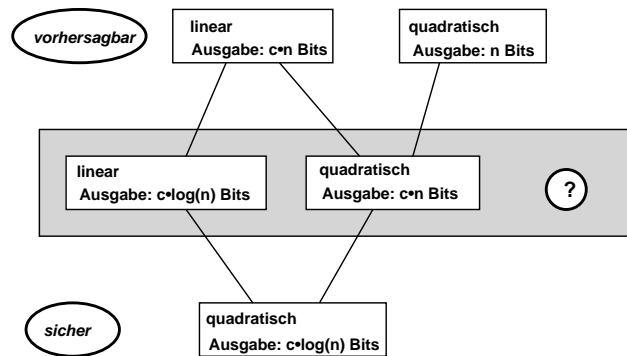 vorhersagbar
linear
Ausgabe: c•n Bits
quadratisch
Ausgabe: n Bits
linear
Ausgabe: c•log(n) Bits
quadratisch
Ausgabe: c•n Bits
?
sicher
quadratisch
Ausgabe: c•log(n) Bits